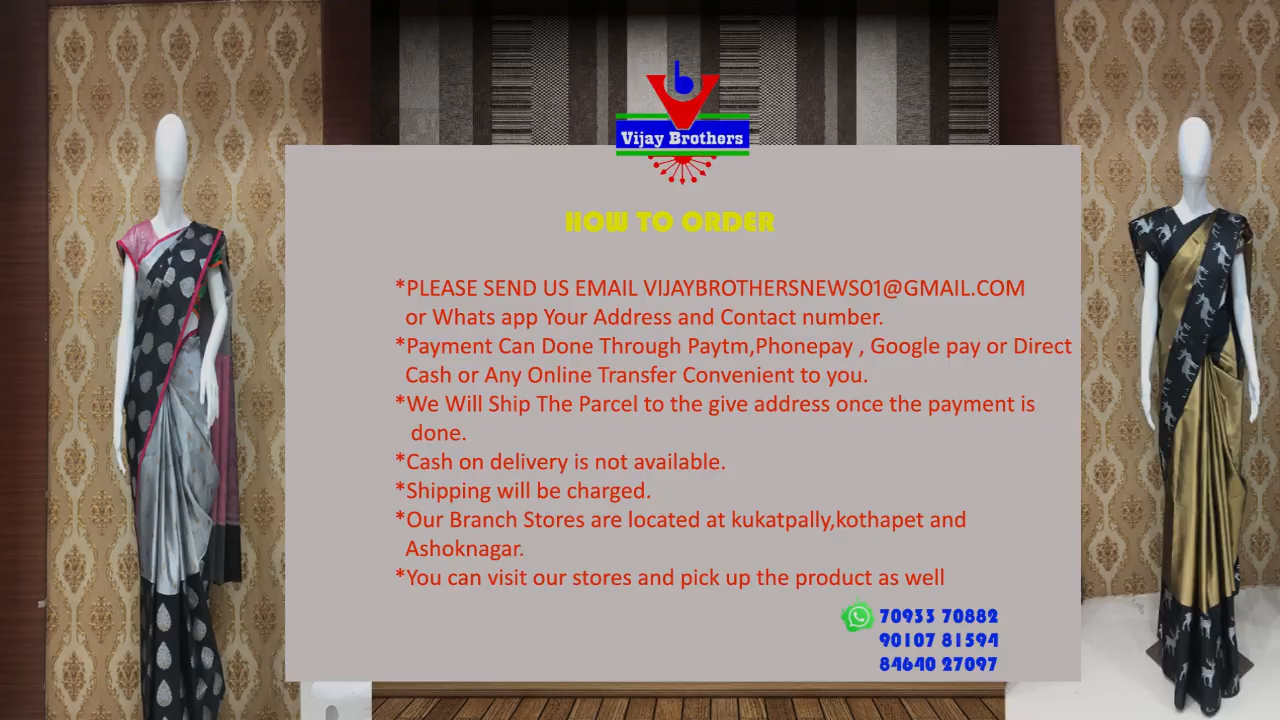 b
Vijay Brothers
HOW TO ORDER
*PLEASE SEND US EMAIL VIJAYBROTHERSNEWS01@GMAIL.COM
or Whats app Your Address and Contact number.
*Payment Can Done Through Paytm,Phonepay , Google pay or Direct
Cash or Any Online Transfer Convenient to you.
*We Will Ship The Parcel to the give address once the payment is
done.
*Cash on delivery is not available.
*Shipping will be charged.
*Our Branch Stores are located at kukatpally,kothapet and
Ashoknagar.
*You can visit our stores and pick up the product as well
70933 70882
90107 81594
84640 27097